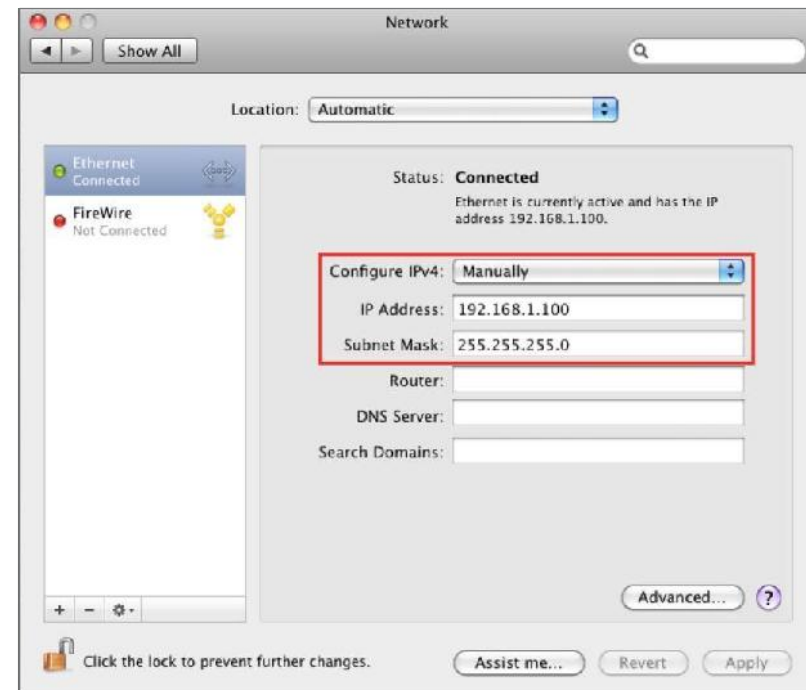 Network
Show All
Location: Automatic
Ethernet
Connected
FireWire
Not Connected
Status: Connected
Ethernet is currently active and has the IP
address 192.168.1.100.
Configure IPv4: Manually
IP Address: 192.168.1.100
Subnet Mask: 255.255.255.0
Router:
DNS Server:
Search Domains:
Advanced... ?
+ −
Click the lock to prevent further changes.
Assist me... Revert Apply